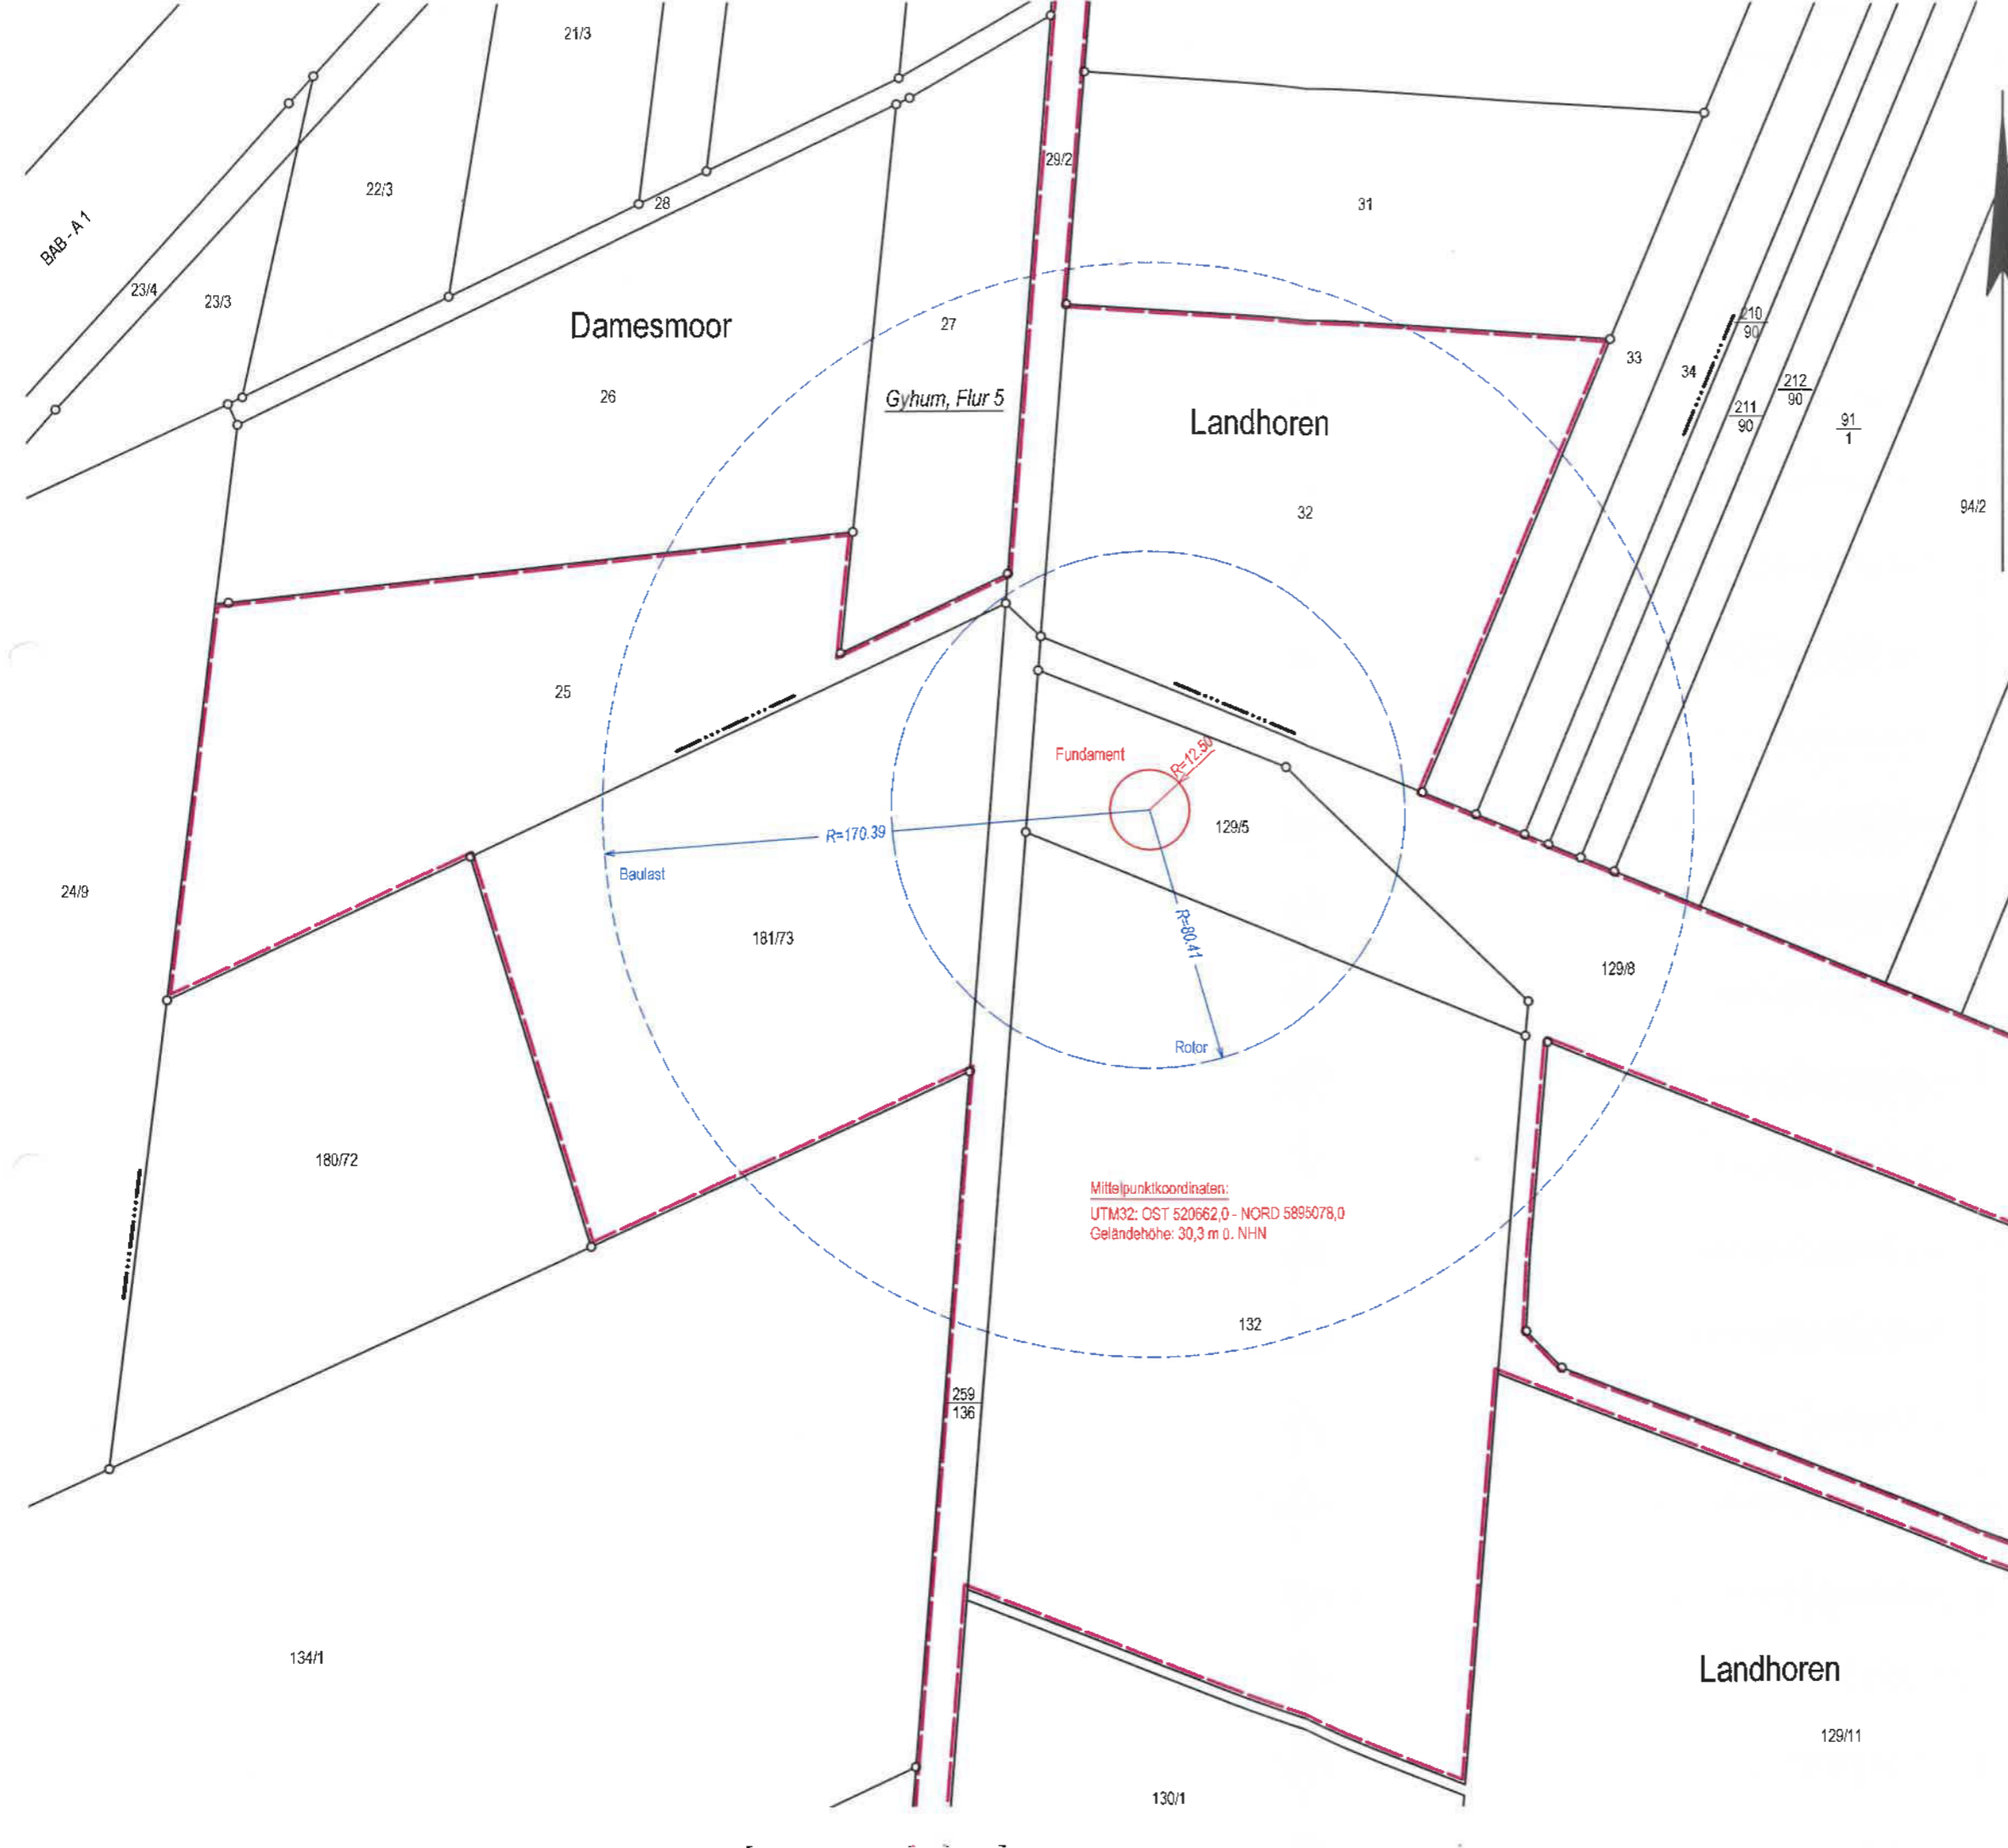 21/3
29/2
22/3
28
31
BAB - A 1
23/4
23/3
Damesmoor
27
210
90
33
34
26
Gyhum, Flur 5
212
90
211
90
91
1
Landhoren
32
94/2
25
Fundament
R=12.50
129/5
R=170.39
Baulast
24/9
181/73
R=80.41
129/8
Rotor
180/72
Mittelpunktkoordinaten:
UTM32: OST 520662,0 - NORD 5895078,0
Geländehöhe: 30,3 m ü. NHN
132
259
136
134/1
Landhoren
129/11
130/1